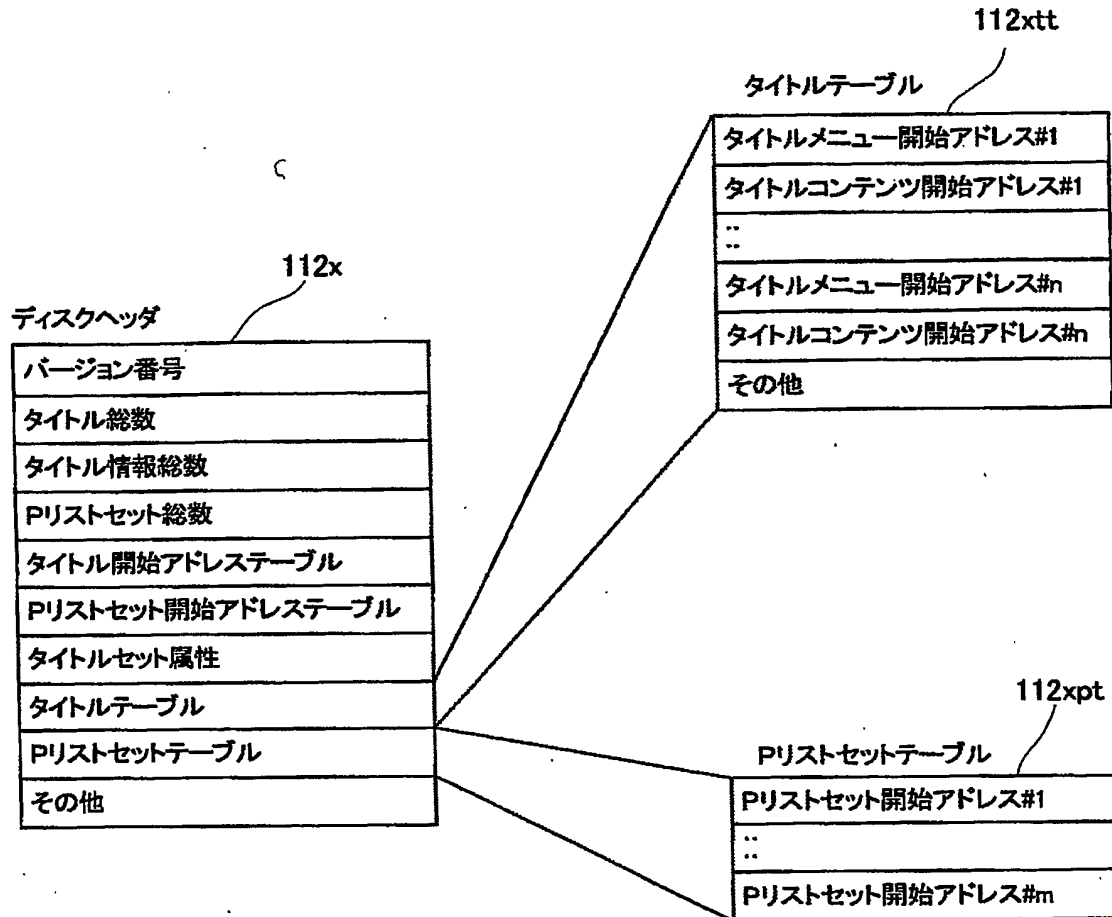 112xtt
タイトルテーブル
タイトルメニュー開始アドレス#1
タイトルコンテンツ開始アドレス#1
::
タイトルメニュー開始アドレス#n
タイトルコンテンツ開始アドレス#n
その他
112x
ディスクヘッダ
バージョン番号
タイトル総数
タイトル情報総数
Pリストセット総数
タイトル開始アドレステーブル
Pリストセット開始アドレステーブル
タイトルセット属性
タイトルテーブル
Pリストセットテーブル
その他
112xpt
Pリストセットテーブル
Pリストセット開始アドレス#1
::
Pリストセット開始アドレス#m